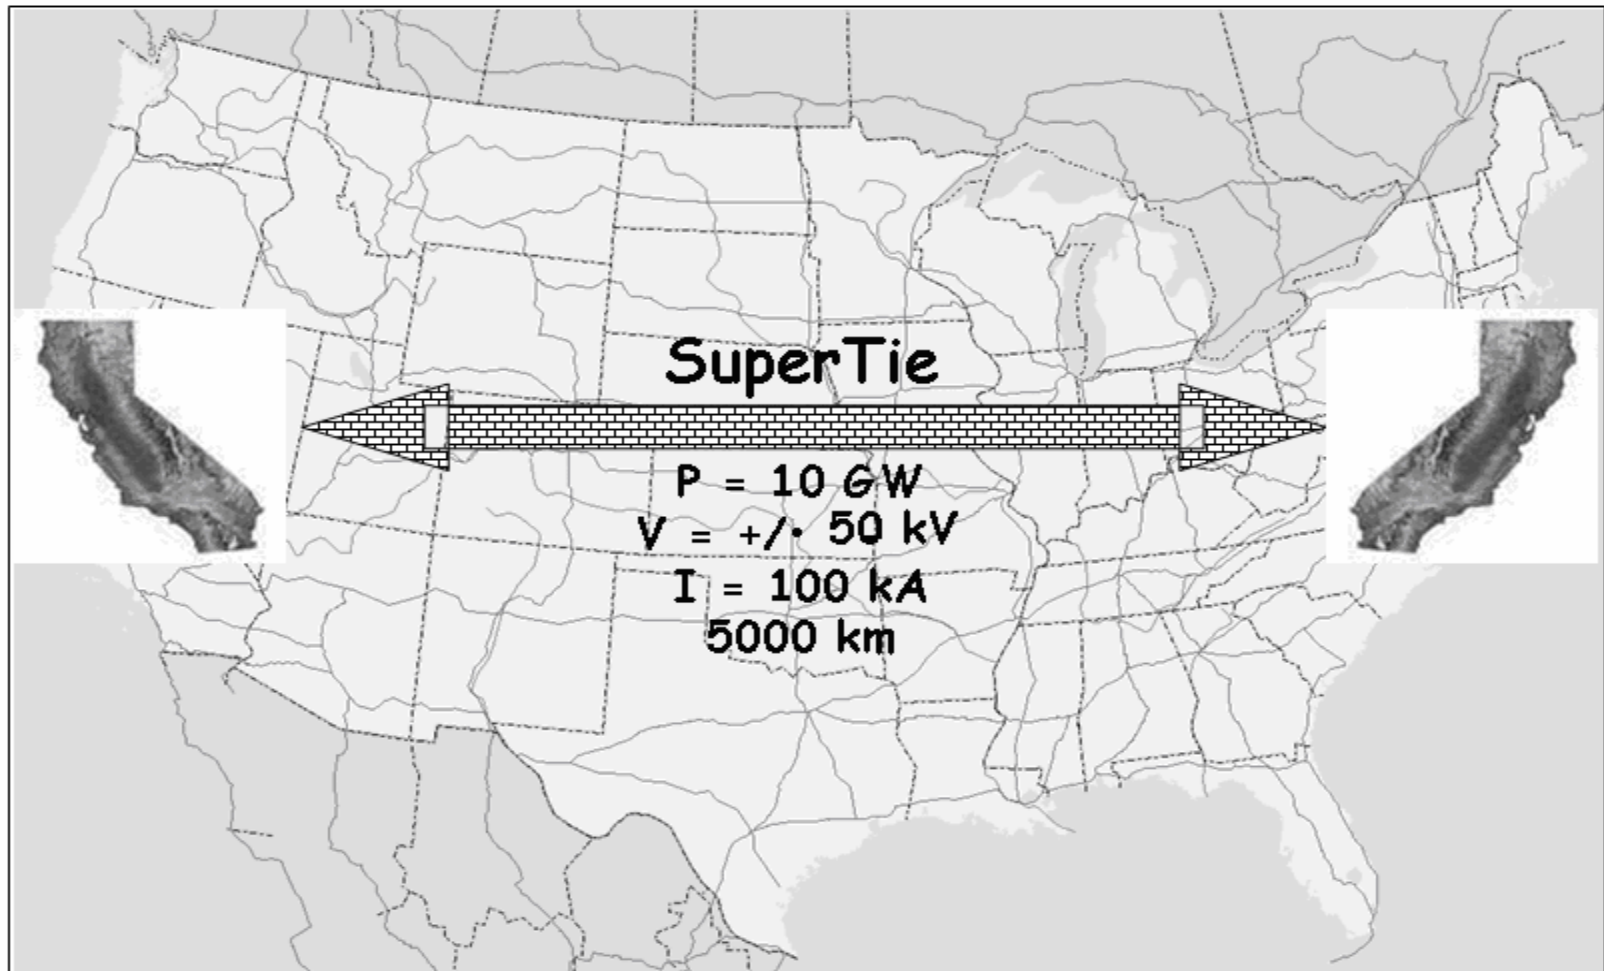 SuperTie
P = 10 GW
V = +/- 50 kV
I = 100 kA
5000 km